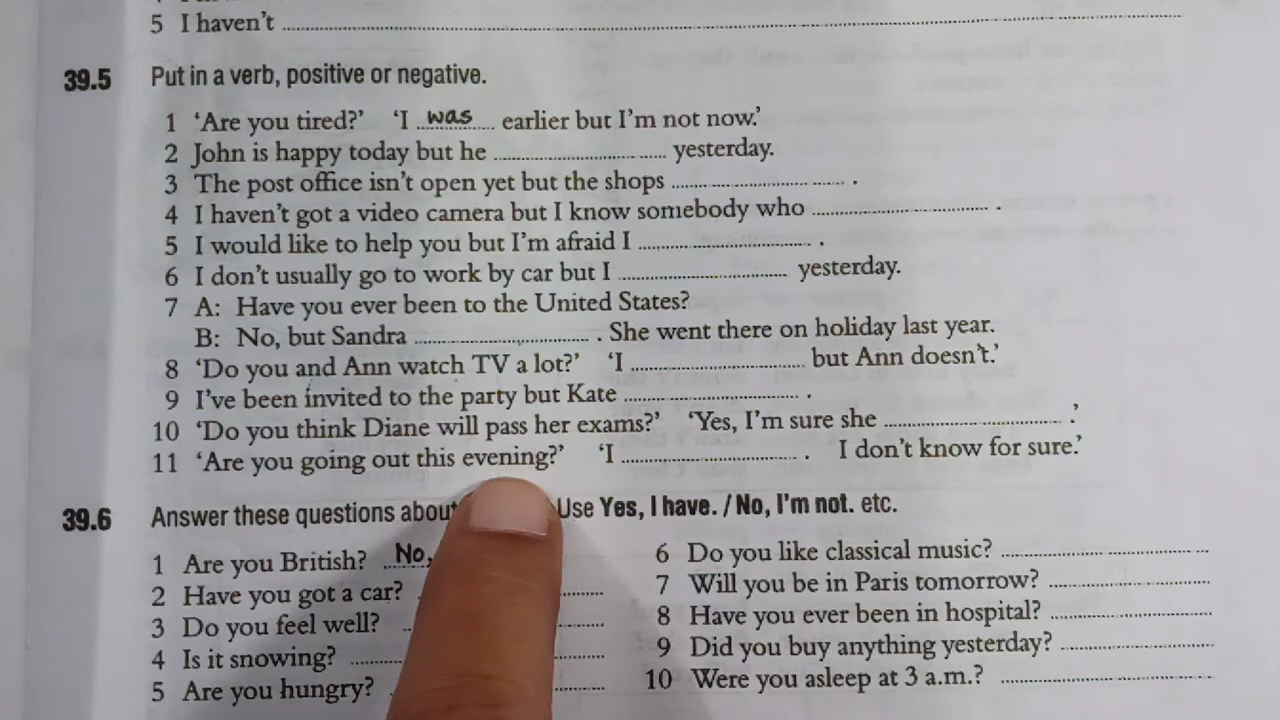 5 I haven't
39.5 Put in a verb, positive or negative.
1 'Are you tired?' 'I was earlier but I'm not now.'
2 John is happy today but he ............ yesterday.
3 The post office isn't open yet but the shops ............ .
4 I haven't got a video camera but I know somebody who ............ .
5 I would like to help you but I'm afraid I ............ .
6 I don't usually go to work by car but I ............ yesterday.
7 A: Have you ever been to the United States?
B: No, but Sandra ............ . She went there on holiday last year.
8 'Do you and Ann watch TV a lot?' 'I ............ but Ann doesn't.'
9 I've been invited to the party but Kate ............ .
10 'Do you think Diane will pass her exams?' 'Yes, I'm sure she ............ .'
11 'Are you going out this evening?' 'I ............ . I don't know for sure.'
39.6 Answer these questions about Use Yes, I have. / No, I'm not. etc.
1 Are you British? No,
2 Have you got a car?
3 Do you feel well?
4 Is it snowing?
5 Are you hungry?
6 Do you like classical music?
7 Will you be in Paris tomorrow?
8 Have you ever been in hospital?
9 Did you buy anything yesterday?
10 Were you asleep at 3 a.m.?